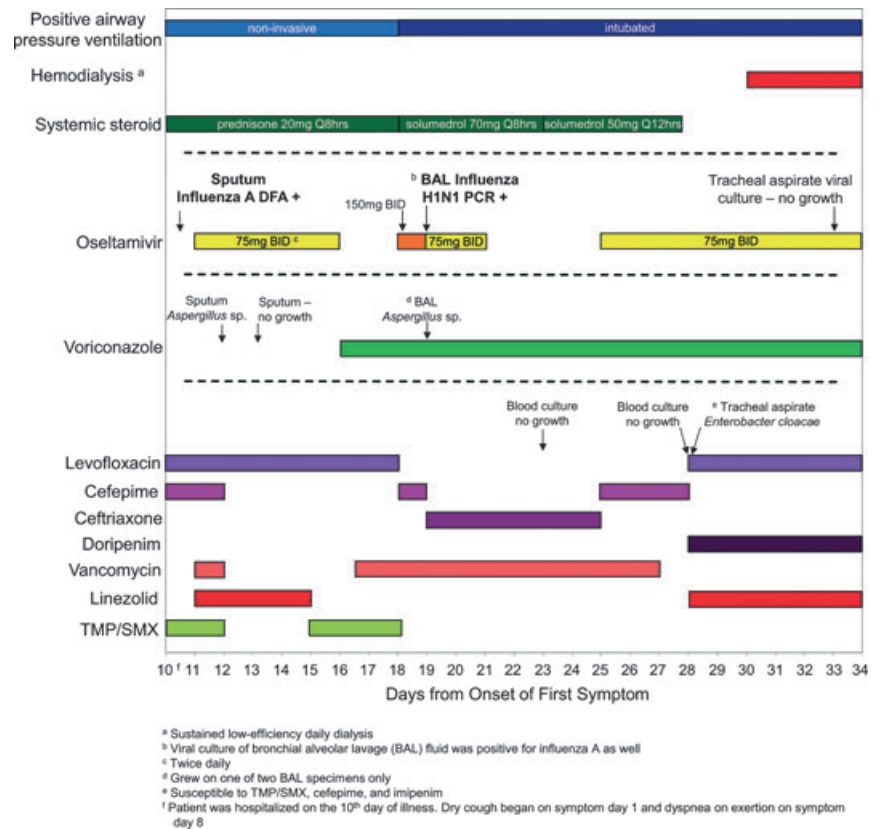 Positive airway
pressure ventilation
non-invasive
intubated
Hemodialysis ᵃ
Systemic steroid
prednisone 20mg Q8hrs
solumedrol 70mg Q8hrs
solumedrol 50mg Q12hrs
Sputum
Influenza A DFA +
150mg BID
ᵇ BAL Influenza
H1N1 PCR +
Tracheal aspirate viral
culture – no growth
Oseltamivir
75mg BID ᶜ
75mg BID
75mg BID
Sputum
Aspergillus sp.
Sputum –
no growth
ᵈ BAL
Aspergillus sp.
Voriconazole
Blood culture
no growth
Blood culture
no growth
ᵉ Tracheal aspirate
Enterobacter cloacae
Levofloxacin
Cefepime
Ceftriaxone
Doripenim
Vancomycin
Linezolid
TMP/SMX
10 ᶠ 11 12 13 14 15 16 17 18 19 20 21 22 23 24 25 26 27 28 29 30 31 32 33 34
Days from Onset of First Symptom
ᵃ Sustained low-efficiency daily dialysis
ᵇ Viral culture of bronchial alveolar lavage (BAL) fluid was positive for influenza A as well
ᶜ Twice daily
ᵈ Grew on one of two BAL specimens only
ᵉ Susceptible to TMP/SMX, cefepime, and imipenim
ᶠ Patient was hospitalized on the 10ᵗʰ day of illness. Dry cough began on symptom day 1 and dyspnea on exertion on symptom
day 8